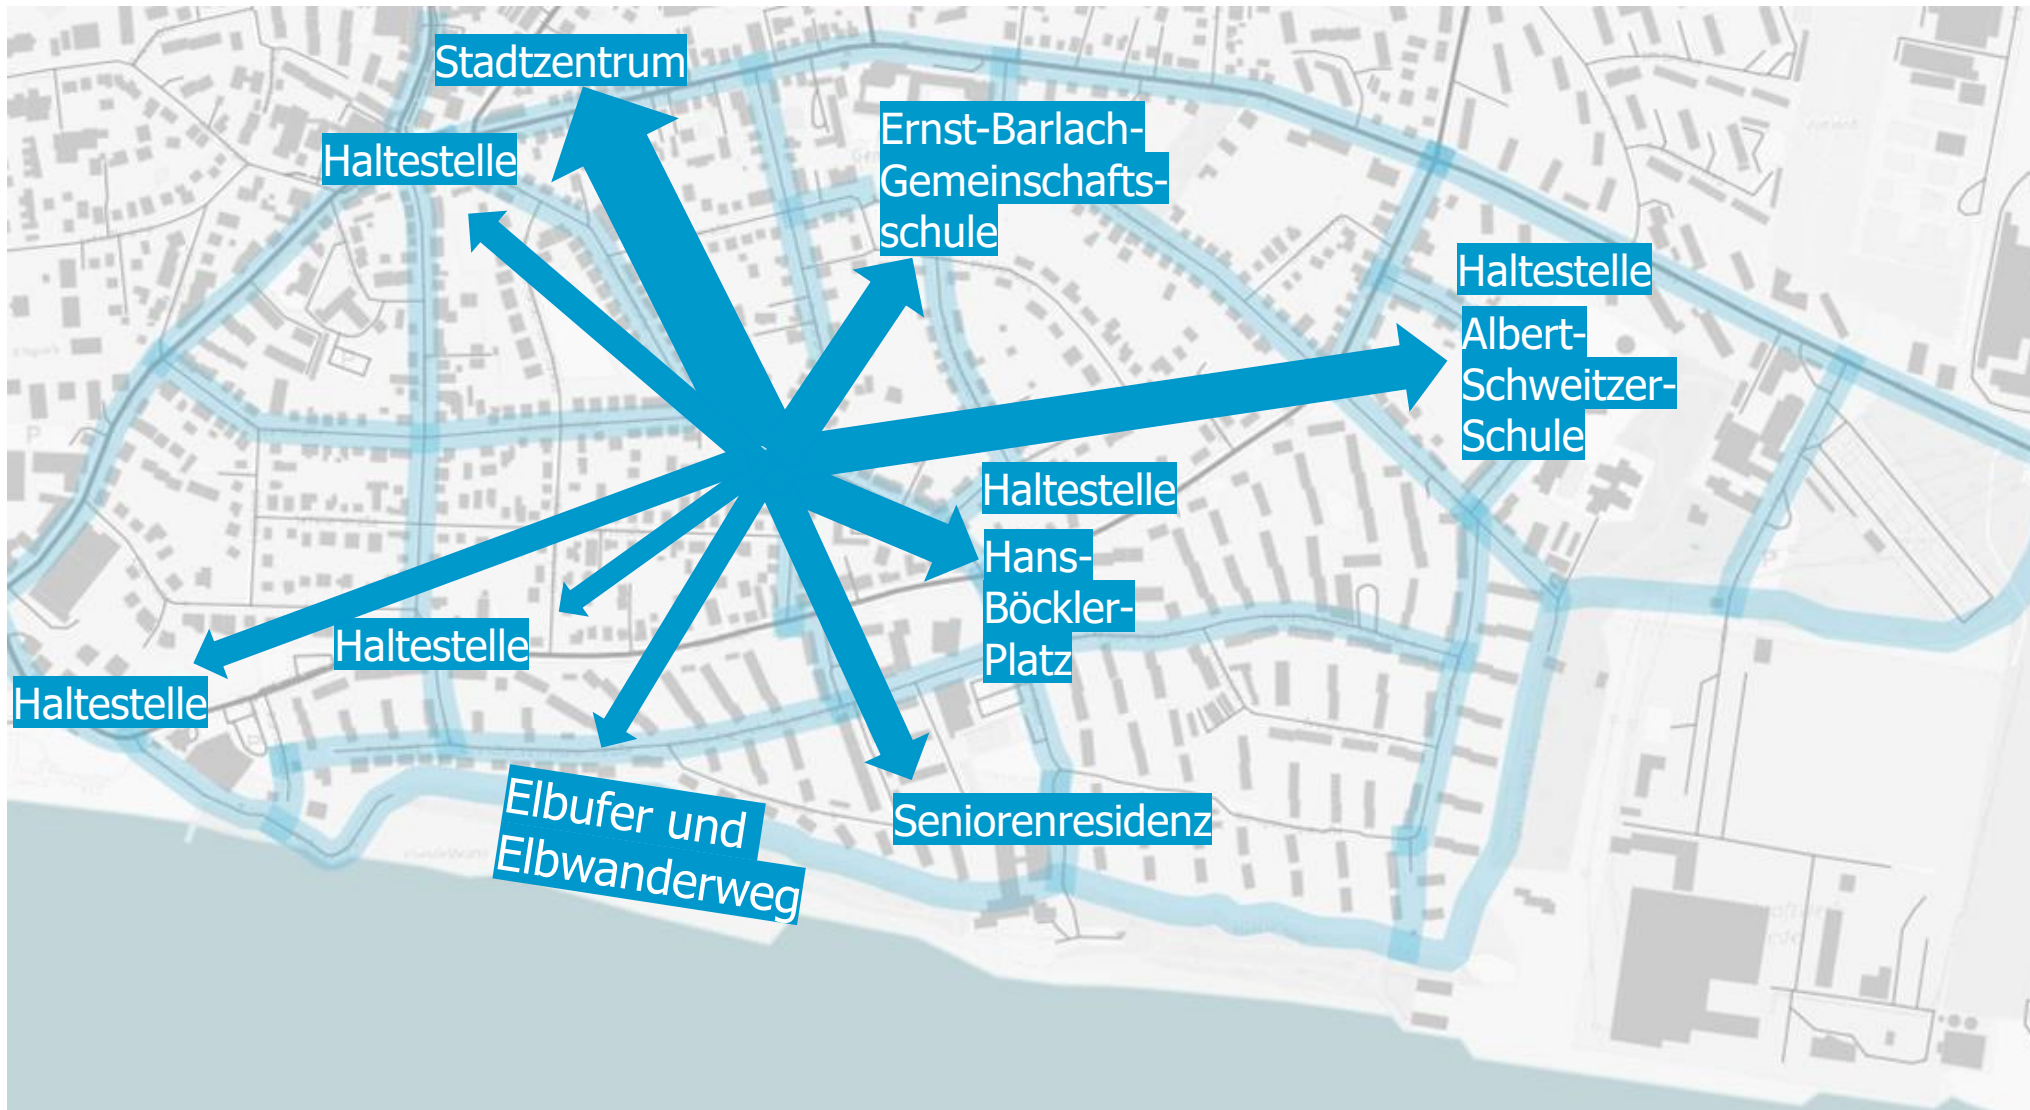 Stadtzentrum
Haltestelle
Ernst-Barlach-
Gemeinschafts-
schule
Haltestelle
Albert-
Schweitzer-
Schule
Haltestelle
Hans-
Böckler-
Platz
Haltestelle
Haltestelle
Elbufer und
Elbwanderweg
Seniorenresidenz
P